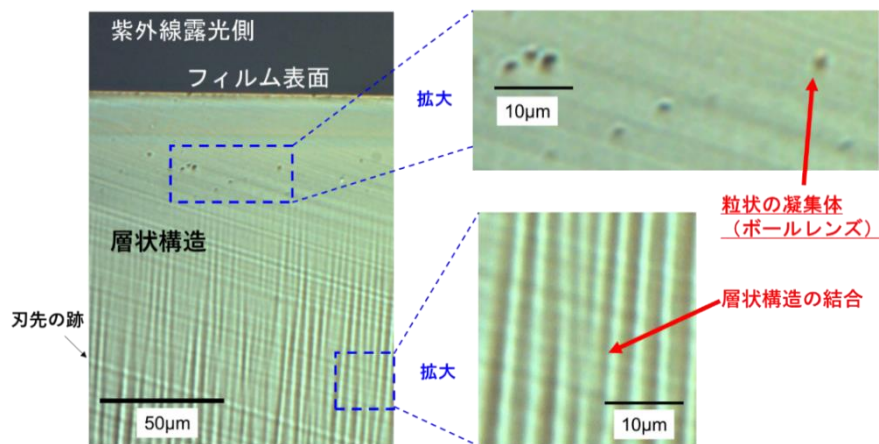 紫外線露光側
フィルム表面
拡大
10μm
粒状の凝集体
（ボールレンズ）
層状構造
層状構造の結合
刃先の跡
拡大
50μm
10μm